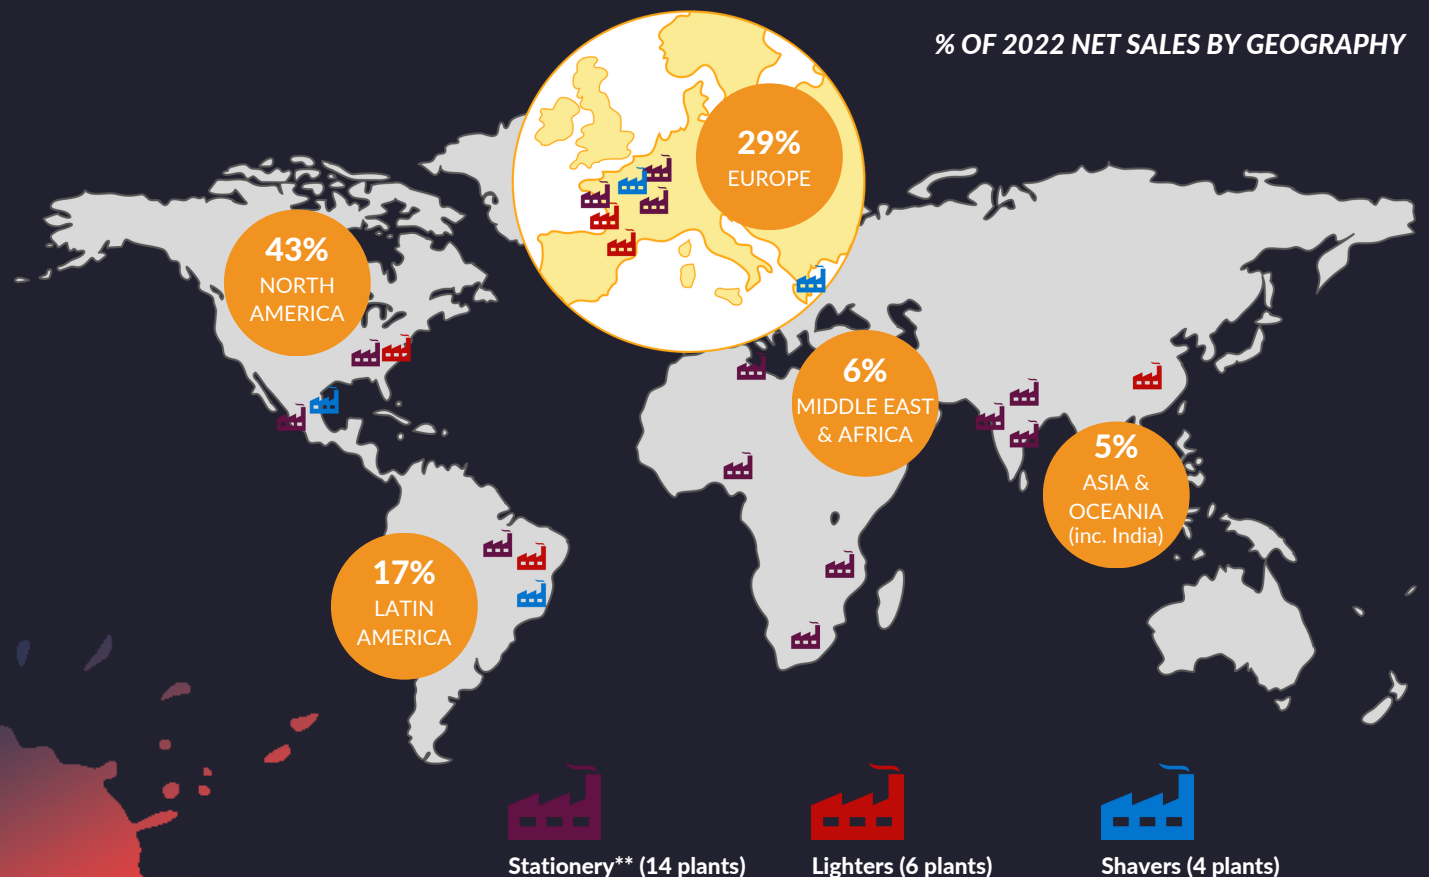 % OF 2022 NET SALES BY GEOGRAPHY
29%
EUROPE
43%
NORTH
AMERICA
6%
MIDDLE EAST
& AFRICA
5%
ASIA &
OCEANIA
(inc. India)
17%
LATIN
AMERICA
Stationery** (14 plants)
Lighters (6 plants)
Shavers (4 plants)